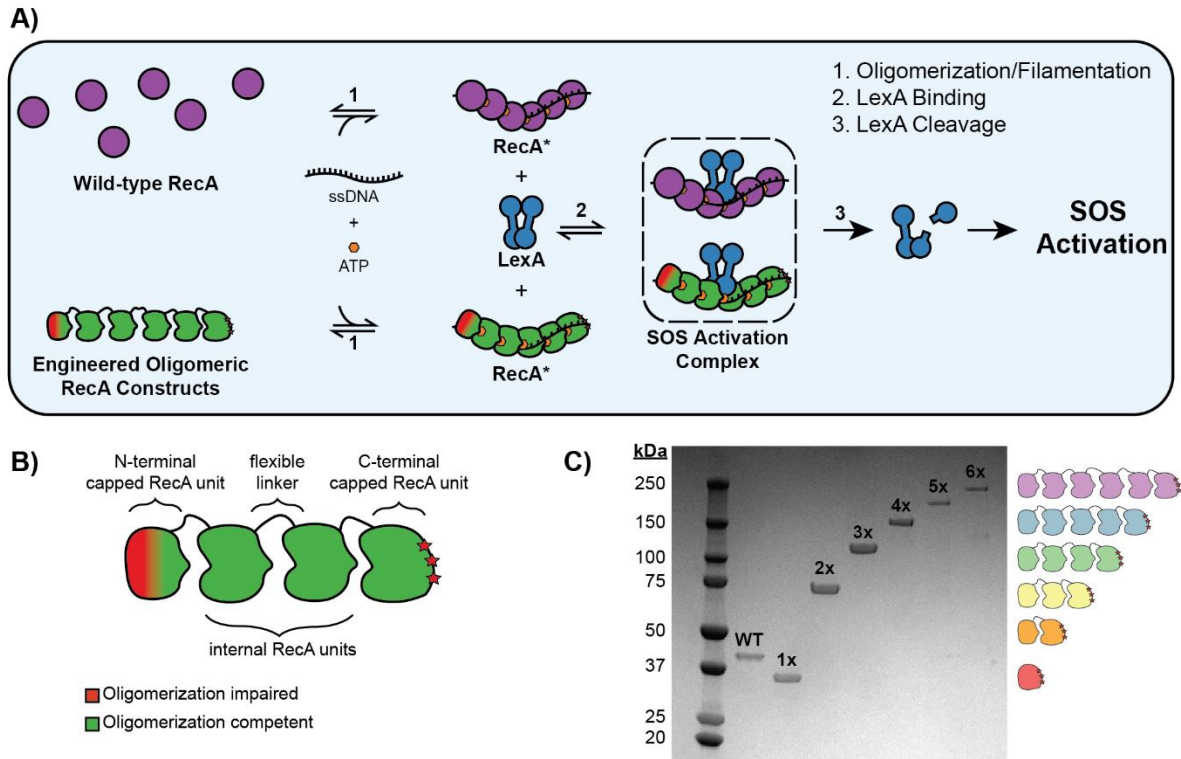 A)
1. Oligomerization/Filamentation
2. LexA Binding
3. LexA Cleavage
1
Wild-type RecA
ssDNA
+
ATP
RecA*
+
LexA
+
RecA*
2
SOS Activation
Complex
3
SOS
Activation
Engineered Oligomeric
RecA Constructs
1
B)
N-terminal
capped RecA unit
flexible
linker
C-terminal
capped RecA unit
internal RecA units
Oligomerization impaired
Oligomerization competent
C)
kDa
250
150
100
75
50
37
25
20
WT
1x
2x
3x
4x
5x
6x